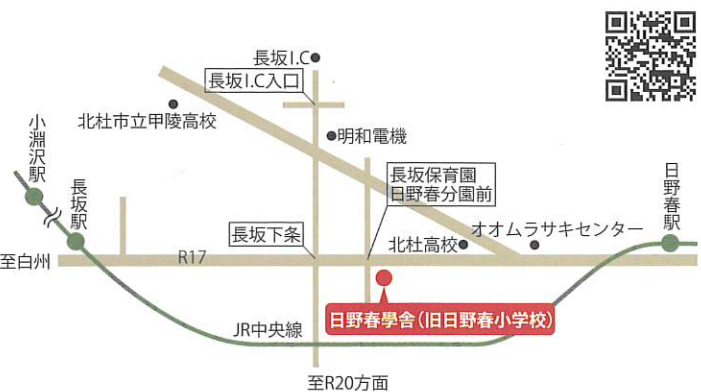 長坂I.C
長坂I.C入口
北杜市立甲陵高校
明和電機
小淵沢駅
長坂駅
長坂保育園
日野春分園前
日野春駅
オオムラサキセンター
北杜高校
長坂下条
至白州
R17
日野春學舎(旧日野春小学校)
JR中央線
至R20方面